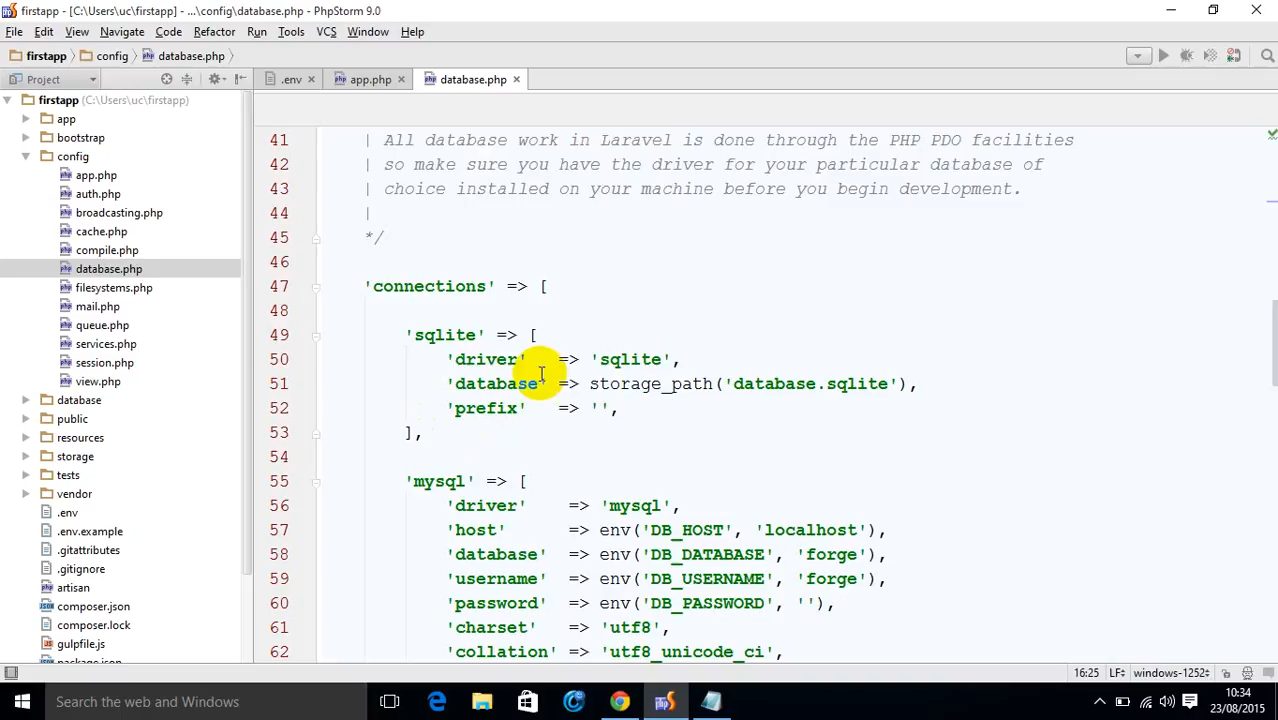 firstapp - [C:\Users\uc\firstapp] - ...\config\database.php - PhpStorm 9.0
File Edit View Navigate Code Refactor Run Tools VCS Window Help
firstapp config database.php
Project .env app.php database.php
firstapp (C:\Users\uc\firstapp)
app
bootstrap
config
app.php
auth.php
broadcasting.php
cache.php
compile.php
database.php
filesystems.php
mail.php
queue.php
services.php
session.php
view.php
database
public
resources
storage
tests
vendor
.env
.env.example
.gitattributes
.gitignore
artisan
composer.json
composer.lock
gulpfile.js
package.json
41 | All database work in Laravel is done through the PHP PDO facilities
42 | so make sure you have the driver for your particular database of
43 | choice installed on your machine before you begin development.
44 |
45 */
46
47 'connections' => [
48
49 'sqlite' => [
50 'driver' => 'sqlite',
51 'database' => storage_path('database.sqlite'),
52 'prefix' => '',
53 ],
54
55 'mysql' => [
56 'driver' => 'mysql',
57 'host' => env('DB_HOST', 'localhost'),
58 'database' => env('DB_DATABASE', 'forge'),
59 'username' => env('DB_USERNAME', 'forge'),
60 'password' => env('DB_PASSWORD', ''),
61 'charset' => 'utf8',
62 'collation' => 'utf8_unicode_ci',
16:25 LF÷ windows-1252÷
Search the web and Windows
10:34
23/08/2015